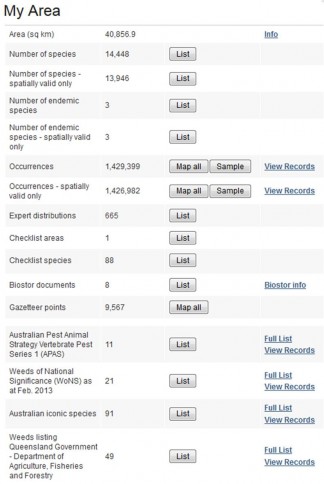 My Area
Area (sq km) 40,856.9 Info
Number of species 14,448 List
Number of species -
spatially valid only 13,946 List
Number of endemic
species 3 List
Number of endemic
species - spatially valid
only 3 List
Occurrences 1,429,399 Map all Sample View Records
Occurrences - spatially
valid only 1,426,982 Map all Sample View Records
Expert distributions 665 List
Checklist areas 1 List
Checklist species 88 List
Biostor documents 8 List Biostor info
Gazetteer points 9,567 Map all
Australian Pest Animal
Strategy Vertebrate Pest
Series 1 (APAS) 11 List Full List
View Records
Weeds of National
Significance (WoNS) as
at Feb. 2013 21 List Full List
View Records
Australian iconic species 91 List Full List
View Records
Weeds listing
Queensland Government
- Department of
Agriculture, Fisheries
and Forestry 49 List Full List
View Records